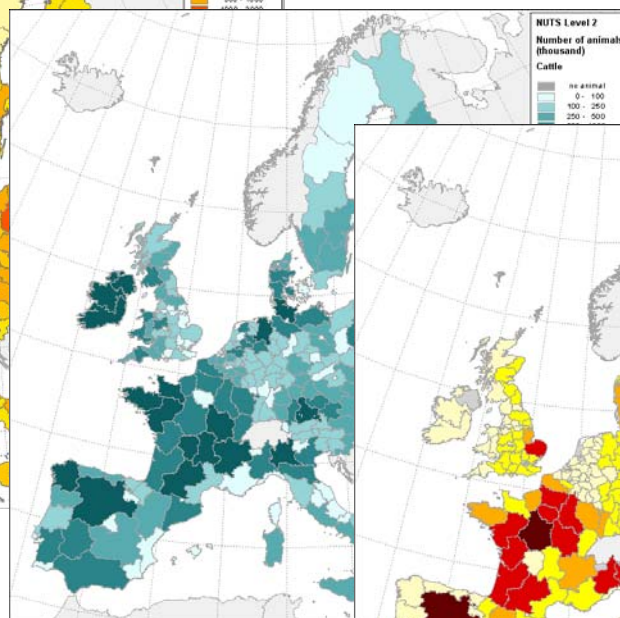 NUTS Level 2
Number of animals
(thousand)
Cattle
no animal
0 - 100
100 - 250
250 - 500